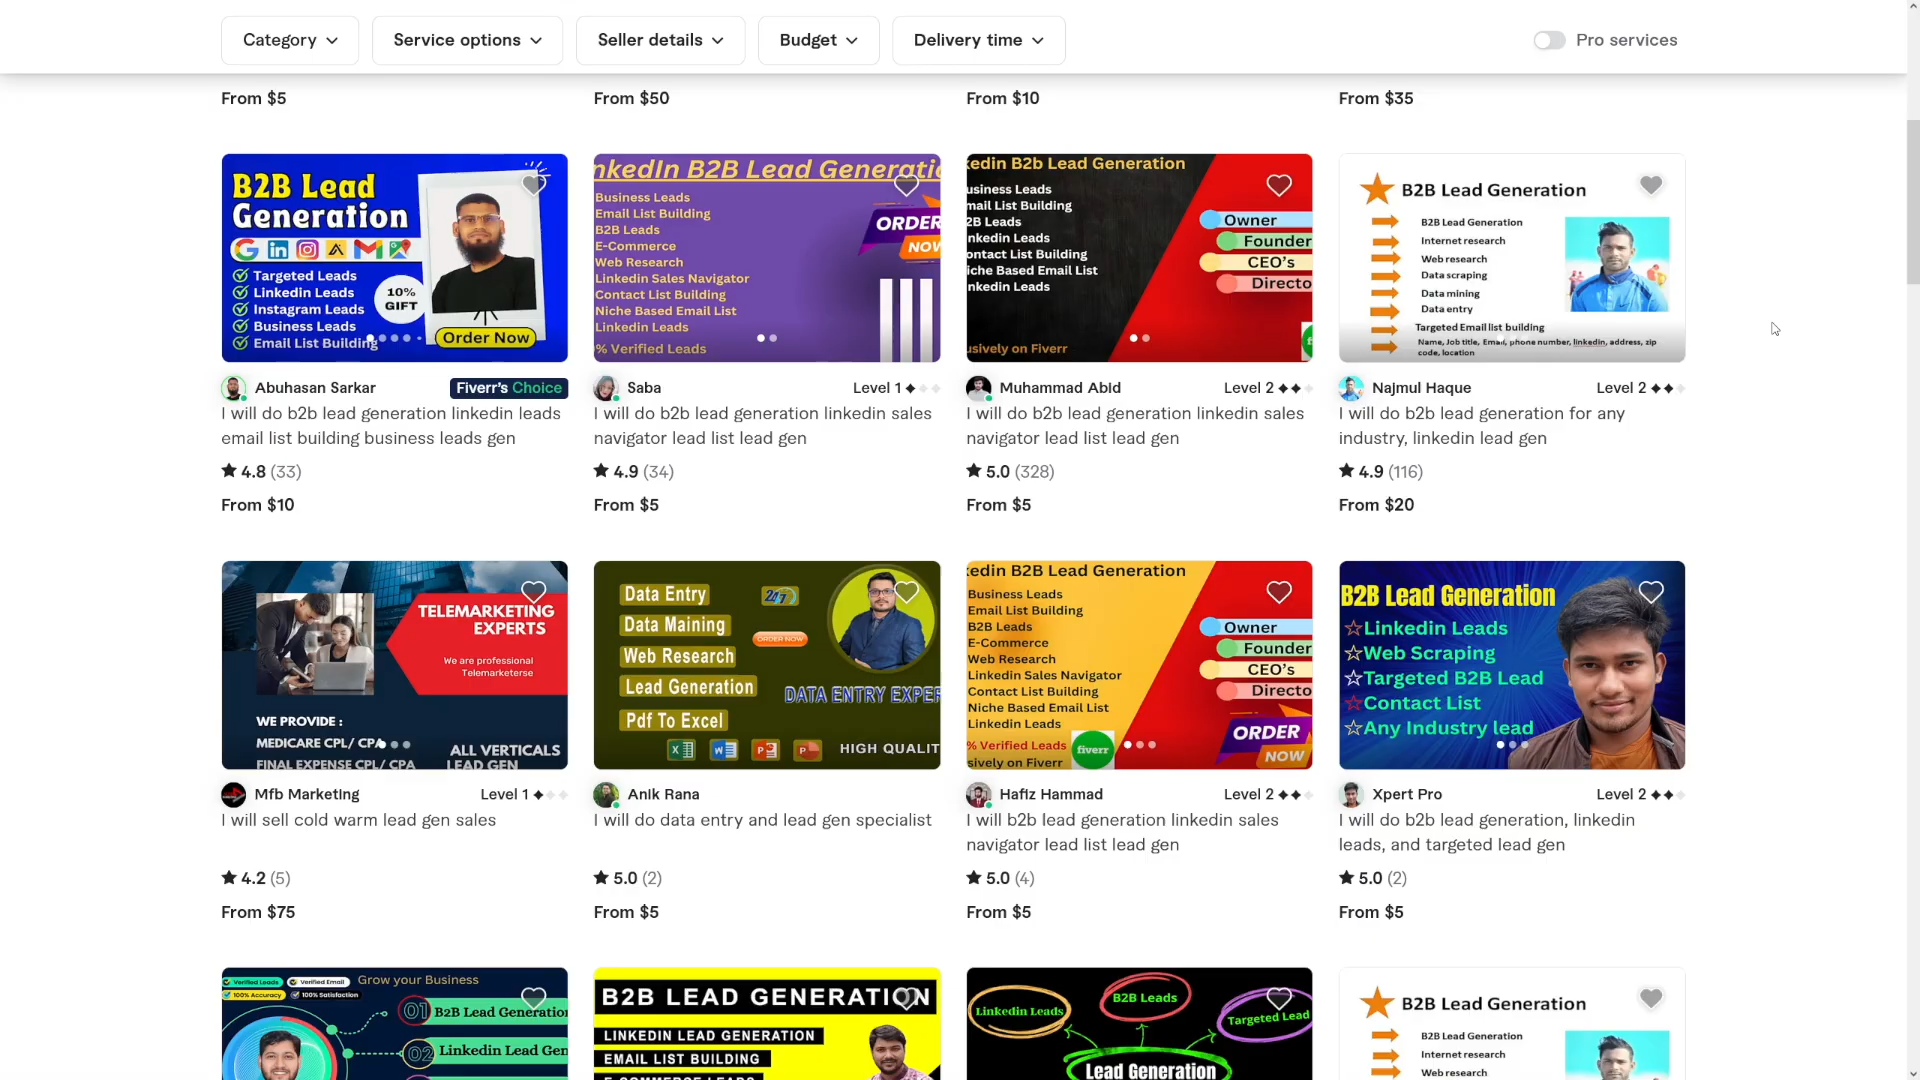 Category
Service options
Seller details
Budget
Delivery time
Pro services
From $5
From $50
From $10
From $35
B2B Lead
Generation
Targeted Leads
Linkedin Leads
Instagram Leads
Business Leads
Email List Building
10%
GIFT
Order Now
nkedIn B2B Lead Generatio
Business Leads
Email List Building
B2B Leads
E-Commerce
Web Research
Linkedin Sales Navigator
Contact List Building
Niche Based Email List
Linkedin Leads
% Verified Leads
ORDER
NOW
kedin B2b Lead Generation
usiness Leads
mail List Building
2B Leads
nkedin Leads
ontact List Building
iche Based Email List
nkedin Leads
usively on Fiverr
Owner
Founder
CEO's
Directo
B2B Lead Generation
B2B Lead Generation
Internet research
Web research
Data scraping
Data mining
Data entry
Targeted Email list building
Name, Job title, Email, phone number, linkedin, address, zip
code, location
Abuhasan Sarkar
Fiverr's Choice
I will do b2b lead generation linkedin leads
email list building business leads gen
4.8 (33)
From $10
Saba
Level 1
I will do b2b lead generation linkedin sales
navigator lead list lead gen
4.9 (34)
From $5
Muhammad Abid
Level 2
I will do b2b lead generation linkedin sales
navigator lead list lead gen
5.0 (328)
From $5
Najmul Haque
Level 2
I will do b2b lead generation for any
industry, linkedin lead gen
4.9 (116)
From $20
TELEMARKETING
EXPERTS
We are professional
Telemarketerse
WE PROVIDE :
MEDICARE CPL/ CPA
FINAL EXPENSE CPL/ CPA
ALL VERTICALS
LEAD GEN
Data Entry
Data Maining
Web Research
Lead Generation
Pdf To Excel
24/7
ORDER NOW
DATA ENTRY EXPER
HIGH QUALIT
kedin B2B Lead Generation
Business Leads
Email List Building
B2B Leads
E-Commerce
Web Research
Linkedin Sales Navigator
Contact List Building
Niche Based Email List
Linkedin Leads
% Verified Leads
sively on Fiverr
fiverr
Owner
Founder
CEO's
Directo
ORDER
NOW
B2B Lead Generation
Linkedin Leads
Web Scraping
Targeted B2B Lead
Contact List
Any Industry lead
Mfb Marketing
Level 1
I will sell cold warm lead gen sales
4.2 (5)
From $75
Anik Rana
I will do data entry and lead gen specialist
5.0 (2)
From $5
Hafiz Hammad
Level 2
I will b2b lead generation linkedin sales
navigator lead list lead gen
5.0 (4)
From $5
Xpert Pro
Level 2
I will do b2b lead generation, linkedin
leads, and targeted lead gen
5.0 (2)
From $5
Verified Leads
Verified Email
100% Accuracy
100% Satisfaction
Grow your Business
01 B2B Lead Generation
02 Linkedin Lead Gen
B2B LEAD GENERATION
LINKEDIN LEAD GENERATION
EMAIL LIST BUILDING
Linkedin Leads
B2B Leads
Targeted Lead
Lead Generation
B2B Lead Generation
B2B Lead Generation
Internet research
Web research